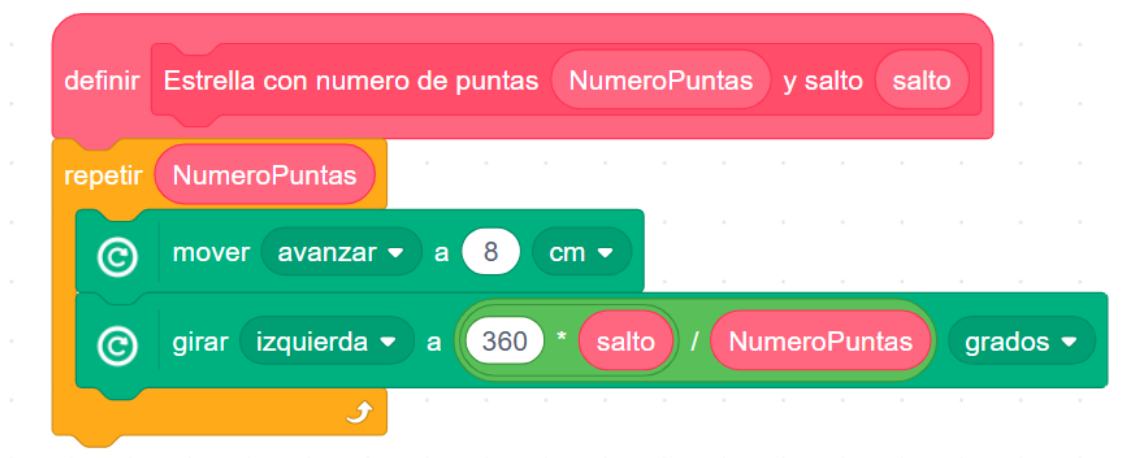 definir Estrella con numero de puntas NumeroPuntas y salto salto
repetir NumeroPuntas
mover avanzar a 8 cm
girar izquierda a 360 * salto / NumeroPuntas grados